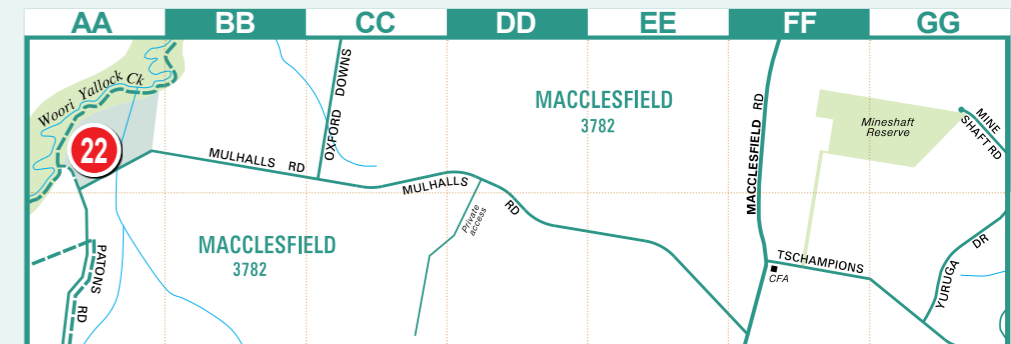 AA BB CC DD EE FF GG
Woori Yallock Ck
22
MULHALLS RD
OXFORD DOWNS
MACCLESFIELD
3782
MULHALLS RD
Private
access
MACCLESFIELD RD
Mineshaft
Reserve
MINE
SHAFT RD
MACCLESFIELD
3782
PATONS RD
TSCHAMPIONS
CFA
YURUGA DR